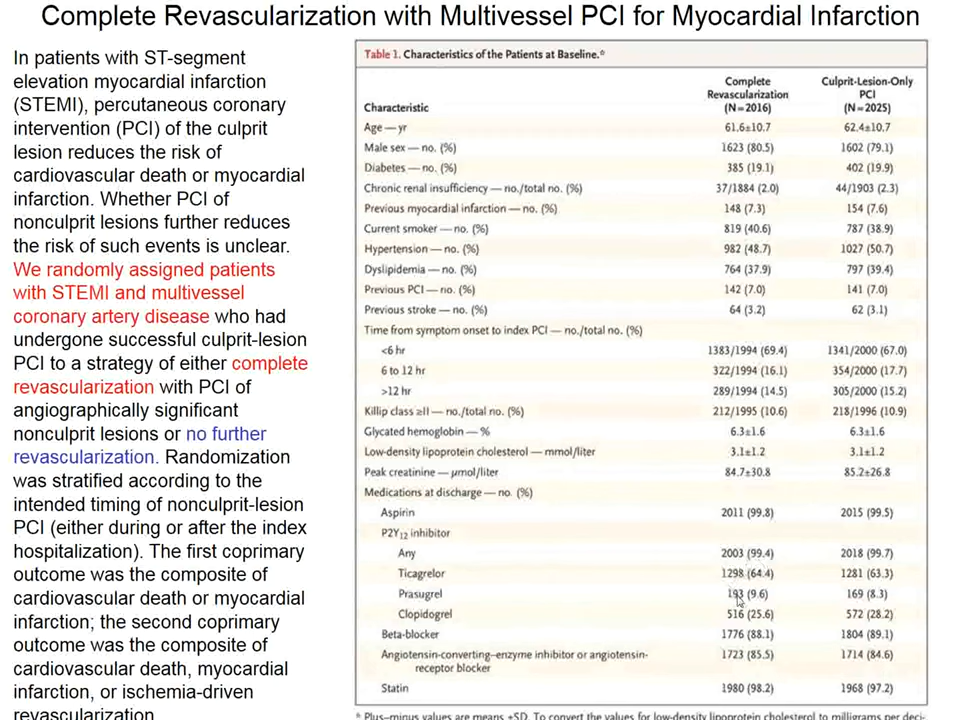 Complete Revascularization with Multivessel PCI for Myocardial Infarction
In patients with ST-segment
elevation myocardial infarction
(STEMI), percutaneous coronary
intervention (PCI) of the culprit
lesion reduces the risk of
cardiovascular death or myocardial
infarction. Whether PCI of
nonculprit lesions further reduces
the risk of such events is unclear.
We randomly assigned patients
with STEMI and multivessel
coronary artery disease who had
undergone successful culprit-lesion
PCI to a strategy of either complete
revascularization with PCI of
angiographically significant
nonculprit lesions or no further
revascularization. Randomization
was stratified according to the
intended timing of nonculprit-lesion
PCI (either during or after the index
hospitalization). The first coprimary
outcome was the composite of
cardiovascular death or myocardial
infarction; the second coprimary
outcome was the composite of
cardiovascular death, myocardial
infarction, or ischemia-driven
revascularization
Table 1. Characteristics of the Patients at Baseline.*
Characteristic Complete Revascularization (N=2016) Culprit-Lesion-Only PCI (N=2025)
Age — yr 61.6±10.7 62.4±10.7
Male sex — no. (%) 1623 (80.5) 1602 (79.1)
Diabetes — no. (%) 385 (19.1) 402 (19.9)
Chronic renal insufficiency — no./total no. (%) 37/1884 (2.0) 44/1903 (2.3)
Previous myocardial infarction — no. (%) 148 (7.3) 154 (7.6)
Current smoker — no. (%) 819 (40.6) 787 (38.9)
Hypertension — no. (%) 982 (48.7) 1027 (50.7)
Dyslipidemia — no. (%) 764 (37.9) 797 (39.4)
Previous PCI — no. (%) 142 (7.0) 141 (7.0)
Previous stroke — no. (%) 64 (3.2) 62 (3.1)
Time from symptom onset to index PCI — no./total no. (%)
<6 hr 1383/1994 (69.4) 1341/2000 (67.0)
6 to 12 hr 322/1994 (16.1) 354/2000 (17.7)
>12 hr 289/1994 (14.5) 305/2000 (15.2)
Killip class ≥II — no./total no. (%) 212/1995 (10.6) 218/1996 (10.9)
Glycated hemoglobin — % 6.3±1.6 6.3±1.6
Low-density lipoprotein cholesterol — mmol/liter 3.1±1.2 3.1±1.2
Peak creatinine — μmol/liter 84.7±30.8 85.2±26.8
Medications at discharge — no. (%)
Aspirin 2011 (99.8) 2015 (99.5)
P2Y12 inhibitor
Any 2003 (99.4) 2018 (99.7)
Ticagrelor 1298 (64.4) 1281 (63.3)
Prasugrel 193 (9.6) 169 (8.3)
Clopidogrel 516 (25.6) 572 (28.2)
Beta-blocker 1776 (88.1) 1804 (89.1)
Angiotensin-converting–enzyme inhibitor or angiotensin-
receptor blocker 1723 (85.5) 1714 (84.6)
Statin 1980 (98.2) 1968 (97.2)
* Plus–minus values are means ±SD. To convert the values for low-density lipoprotein cholesterol to milligrams per deci-